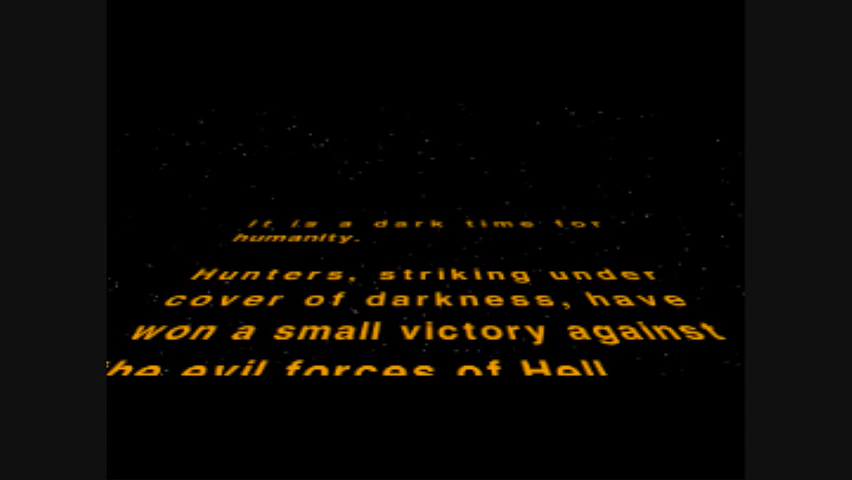 It is a dark time for
humanity.
Hunters, striking under
cover of darkness, have
won a small victory against
the evil forces of Hell